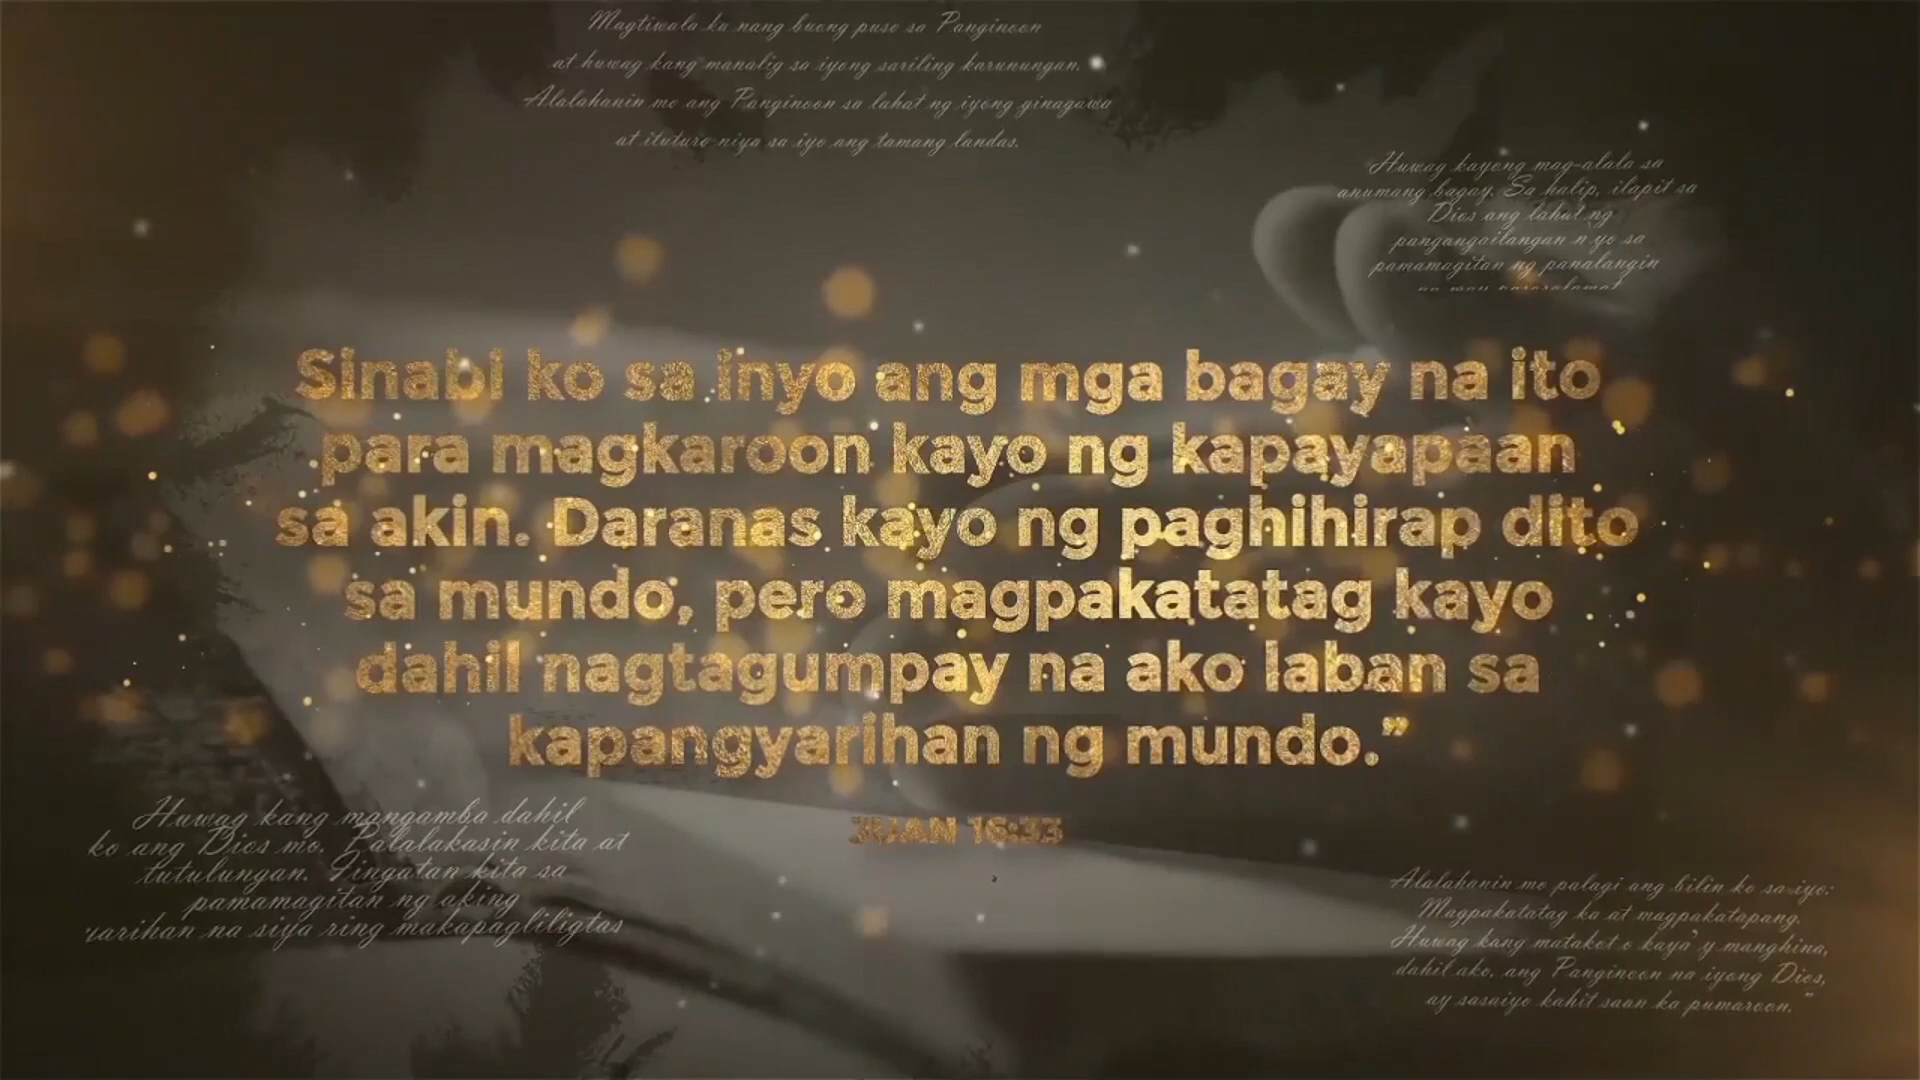 Magtiwala ka nang buong puso sa Panginoon
at huwag kang manalig sa iyong sariling karunungan.
Alalahanin mo ang Panginoon sa lahat ng iyong ginagawa
at ituturo niya sa iyo ang tamang landas.
Huwag kayong mag-alala sa
anumang bagay. Sa halip, ilapit sa
Dios ang lahat ng
pangangailangan n'yo sa
pamamagitan ng panalangin
Sinabi ko sa inyo ang mga bagay na ito
para magkaroon kayo ng kapayapaan
sa akin. Daranas kayo ng paghihirap dito
sa mundo, pero magpakatatag kayo
dahil nagtagumpay na ako laban sa
kapangyarihan ng mundo.”
JUAN 16:33
Huwag kang mangamba dahil
ko ang Dios mo. Palalakasin kita at
tutulungan. Iingatan kita sa
pamamagitan ng aking
na siya ring makapagliligtas
Alalahanin mo palagi ang bilin ko sa iyo:
Magpakatatag ka at magpakatapang.
Huwag kang matakot o kaya'y manghina,
dahil ako, ang Panginoon na iyong Dios,
ay sasaiyo kahit saan ka pumaroon.”